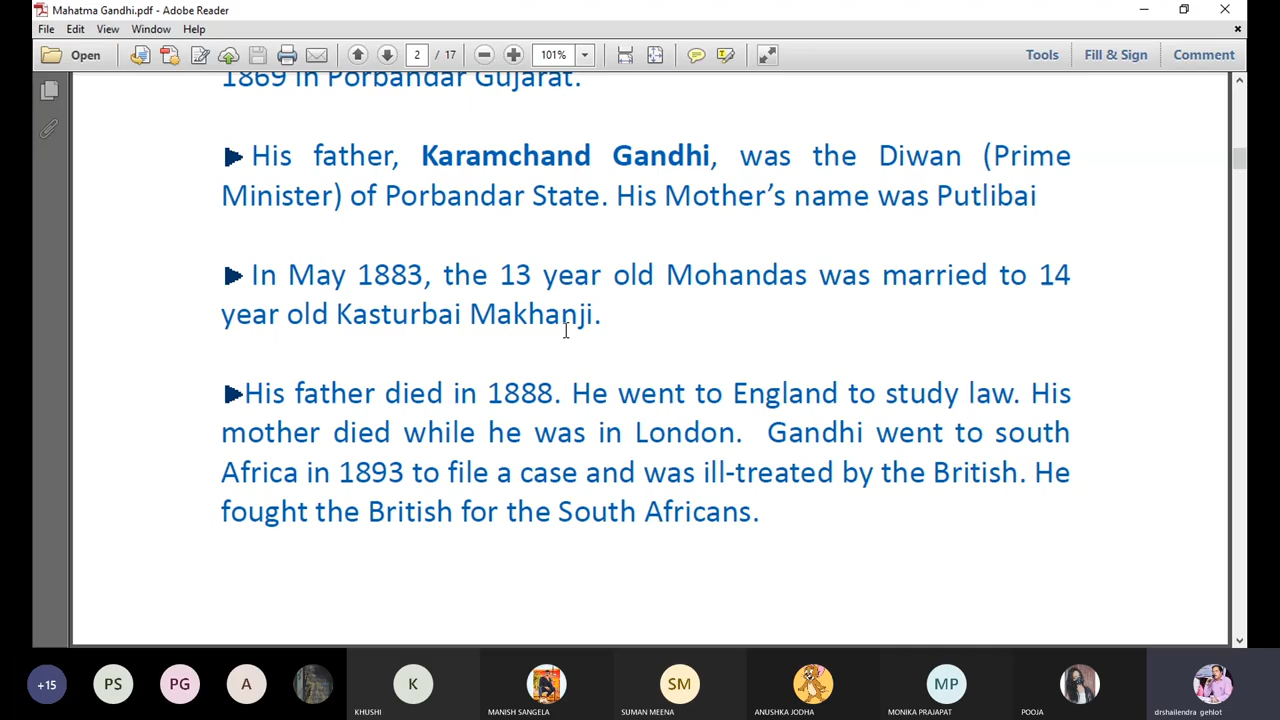 Mahatma Gandhi.pdf - Adobe Reader
File Edit View Window Help
Open 2 / 17 101% Tools Fill & Sign Comment
1869 in Porbandar Gujarat.
His father, Karamchand Gandhi, was the Diwan (Prime
Minister) of Porbandar State. His Mother’s name was Putlibai
In May 1883, the 13 year old Mohandas was married to 14
year old Kasturbai Makhanji.
His father died in 1888. He went to England to study law. His
mother died while he was in London. Gandhi went to south
Africa in 1893 to file a case and was ill-treated by the British. He
fought the British for the South Africans.
+15 PS PG A K SM MP
KHUSHI MANISH SANGELA SUMAN MEENA ANUSHKA JODHA MONIKA PRAJAPAT POOJA drshailendra gehlot